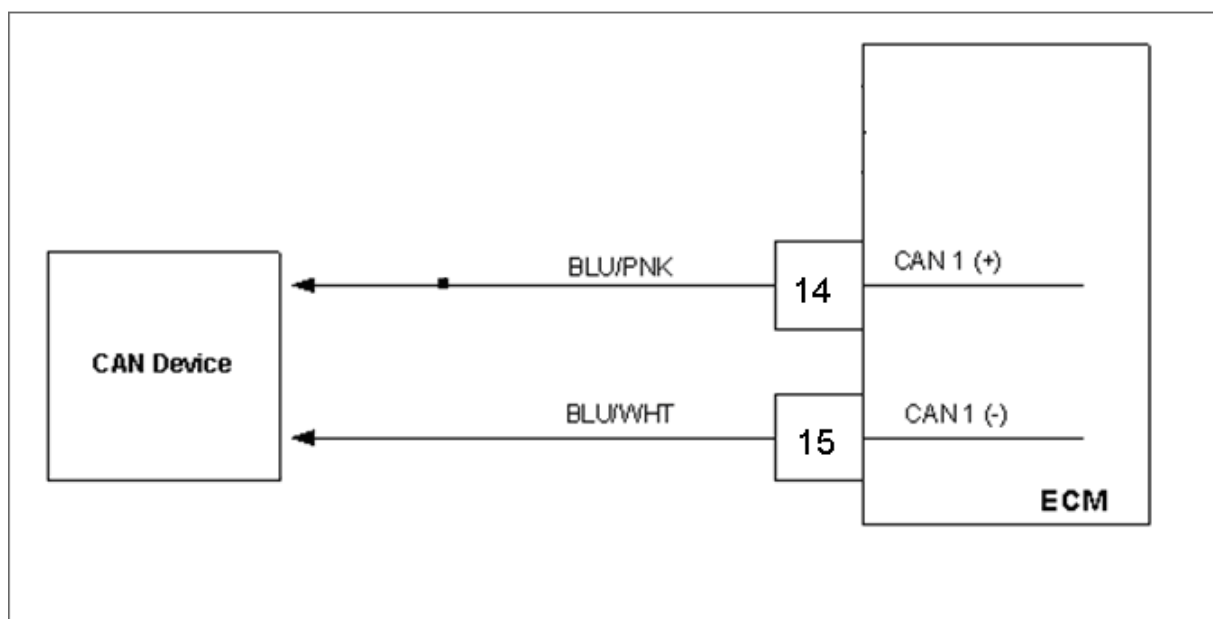 BLU/PNK
14
CAN 1 (+)
CAN Device
BLU/WHT
15
CAN 1 (-)
ECM